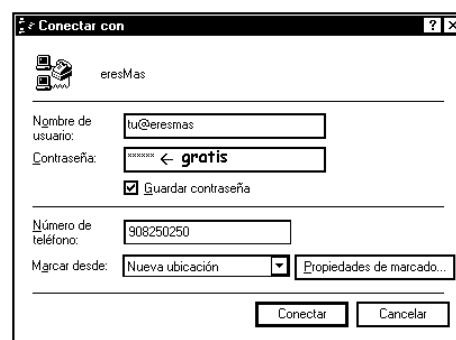 Conectar con
eresMas
Nombre de usuario:
tu@eresmas
Contraseña:
****** ← gratis
Guardar contraseña
Número de teléfono:
908250250
Marcar desde:
Nueva ubicación
Propiedades de marcado...
Conectar
Cancelar